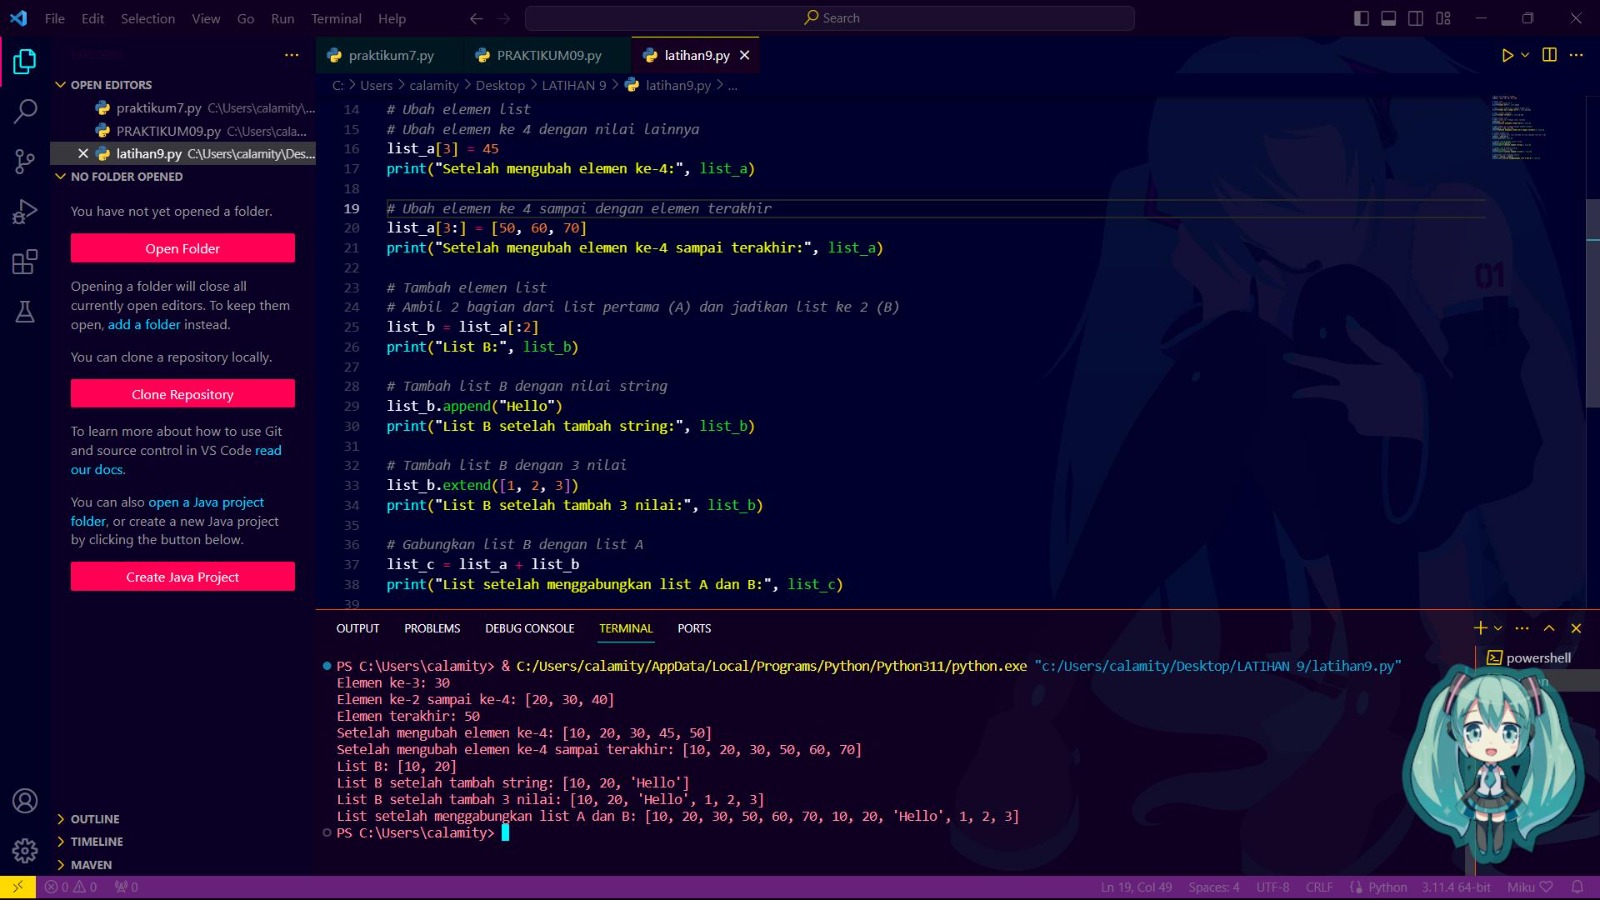 File Edit Selection View Go Run Terminal Help
Search
praktikum7.py PRAKTIKUM09.py latihan9.py
C: > Users > calamity > Desktop > LATIHAN 9 > latihan9.py > ...
OPEN EDITORS
praktikum7.py C:\Users\calamity\...
PRAKTIKUM09.py C:\Users\cala...
latihan9.py C:\Users\calamity\Des...
NO FOLDER OPENED
You have not yet opened a folder.
Open Folder
Opening a folder will close all
currently open editors. To keep them
open, add a folder instead.
You can clone a repository locally.
Clone Repository
To learn more about how to use Git
and source control in VS Code read
our docs.
You can also open a Java project
folder, or create a new Java project
by clicking the button below.
Create Java Project
OUTLINE
TIMELINE
MAVEN
14 # Ubah elemen list
15 # Ubah elemen ke 4 dengan nilai lainnya
16 list_a[3] = 45
17 print("Setelah mengubah elemen ke-4:", list_a)
18
19 # Ubah elemen ke 4 sampai dengan elemen terakhir
20 list_a[3:] = [50, 60, 70]
21 print("Setelah mengubah elemen ke-4 sampai terakhir:", list_a)
22
23 # Tambah elemen list
24 # Ambil 2 bagian dari list pertama (A) dan jadikan list ke 2 (B)
25 list_b = list_a[:2]
26 print("List B:", list_b)
27
28 # Tambah list B dengan nilai string
29 list_b.append("Hello")
30 print("List B setelah tambah string:", list_b)
31
32 # Tambah list B dengan 3 nilai
33 list_b.extend([1, 2, 3])
34 print("List B setelah tambah 3 nilai:", list_b)
35
36 # Gabungkan list B dengan list A
37 list_c = list_a + list_b
38 print("List setelah menggabungkan list A dan B:", list_c)
39
01
OUTPUT PROBLEMS DEBUG CONSOLE TERMINAL PORTS
powershell
PS C:\Users\calamity> & C:/Users/calamity/AppData/Local/Programs/Python/Python311/python.exe "c:/Users/calamity/Desktop/LATIHAN 9/latihan9.py"
Elemen ke-3: 30
Elemen ke-2 sampai ke-4: [20, 30, 40]
Elemen terakhir: 50
Setelah mengubah elemen ke-4: [10, 20, 30, 45, 50]
Setelah mengubah elemen ke-4 sampai terakhir: [10, 20, 30, 50, 60, 70]
List B: [10, 20]
List B setelah tambah string: [10, 20, 'Hello']
List B setelah tambah 3 nilai: [10, 20, 'Hello', 1, 2, 3]
List setelah menggabungkan list A dan B: [10, 20, 30, 50, 60, 70, 10, 20, 'Hello', 1, 2, 3]
PS C:\Users\calamity>
0 0 0 Ln 19, Col 49 Spaces: 4 UTF-8 CRLF Python 3.11.4 64-bit Miku